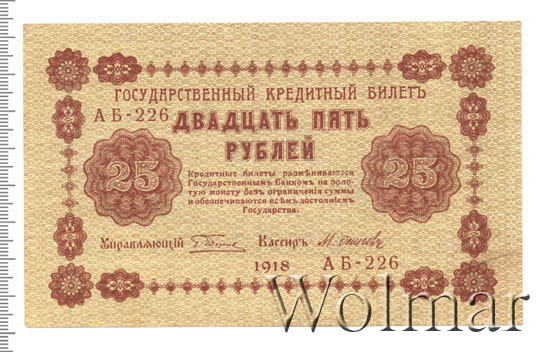 ГОСУДАРСТВЕННЫЙ КРЕДИТНЫЙ БИЛЕТЪ
АБ-226
ДВАДЦАТЬ ПЯТЬ
РУБЛЕЙ
25
25
Кредитные билеты размѣниваются
Государственнымъ Банкомъ на золо-
тую монету безъ ограниченія суммы
и обезпечиваются всѣмъ достояніемъ
Государства.
Управляющій
Кассиръ
1918 АБ-226
Wolmar